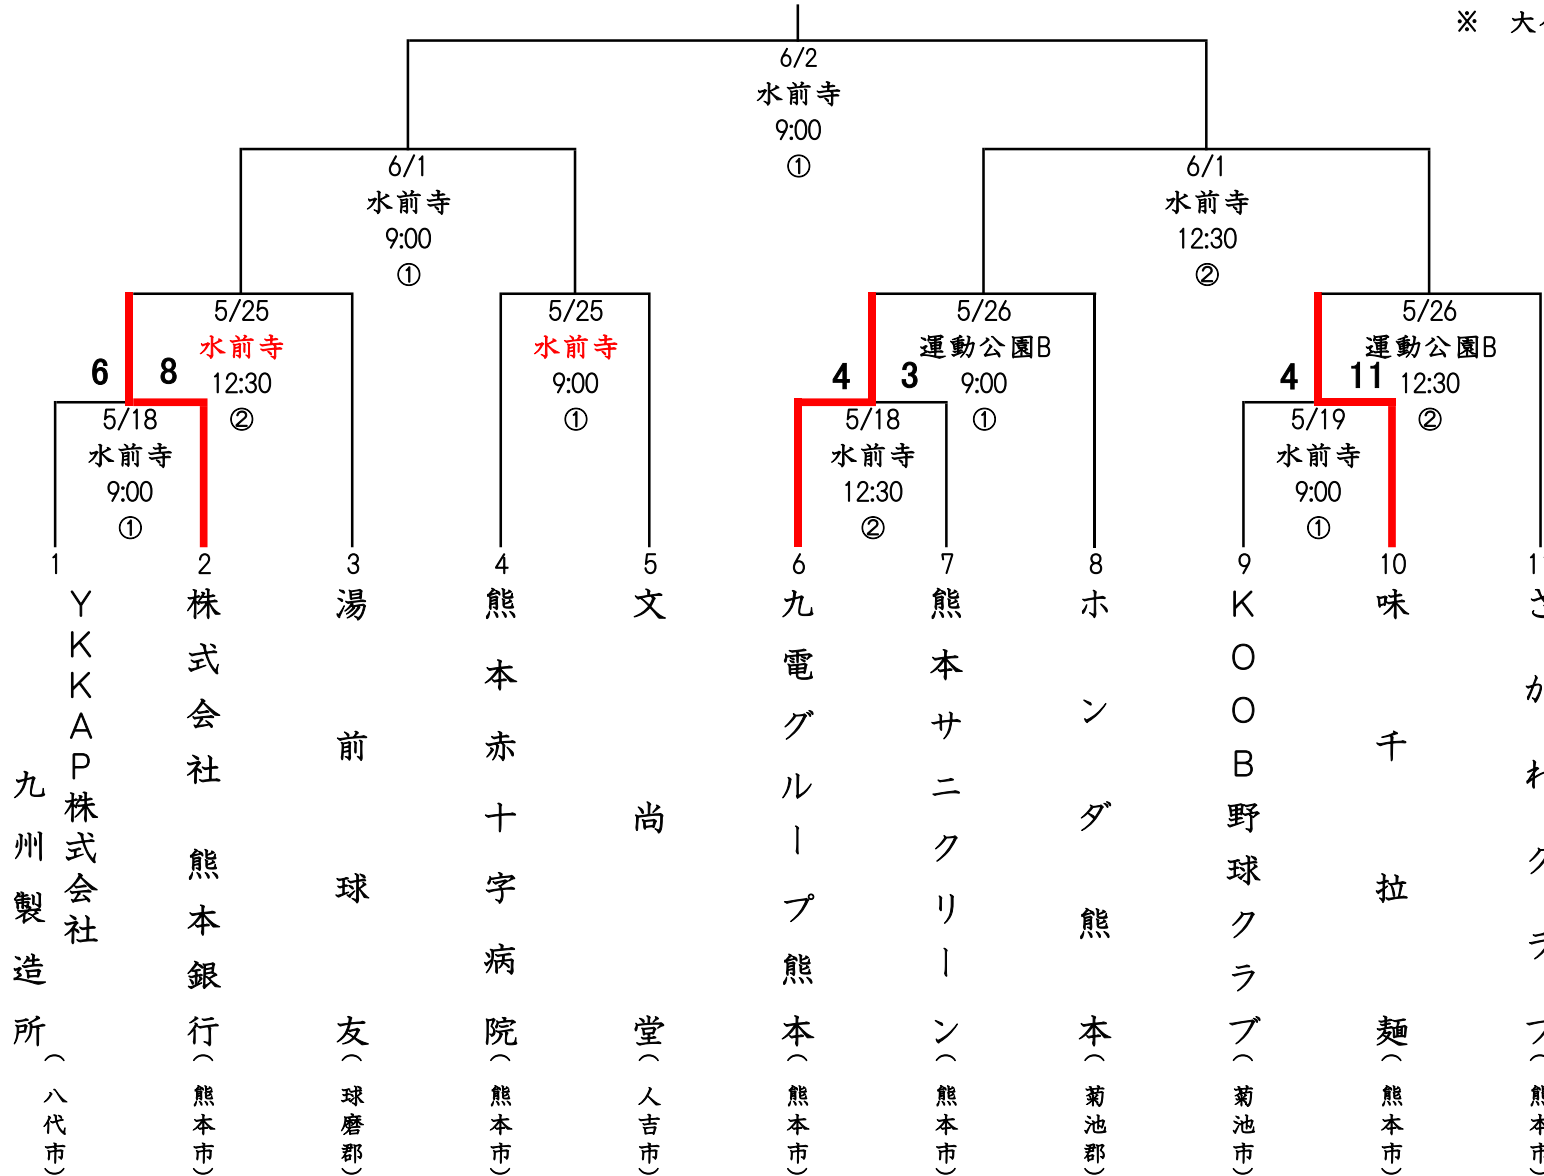 ※ 大
6/2
水前寺
9:00
①
6/1
水前寺
9:00
①
6/1
水前寺
12:30
②
5/25
水前寺
12:30
②
5/25
水前寺
9:00
①
5/26
運動公園B
9:00
①
5/26
運動公園B
12:30
②
6 8
4 3
4 11
5/18
水前寺
9:00
①
5/18
水前寺
12:30
②
5/19
水前寺
9:00
①
1
YKKAP株式会社
九州製造所
(八代市)
2
株式会社 熊本銀行
(熊本市)
3
湯前球友
(球磨郡)
4
熊本赤十字病院
(熊本市)
5
文尚堂
(人吉市)
6
九電グループ熊本
(熊本市)
7
熊本サニクリーン
(熊本市)
8
ホンダ熊本
(菊池郡)
9
KOOB野球クラブ
(菊池市)
10
味千拉麺
(熊本市)
さがわクラブ
(熊本市)